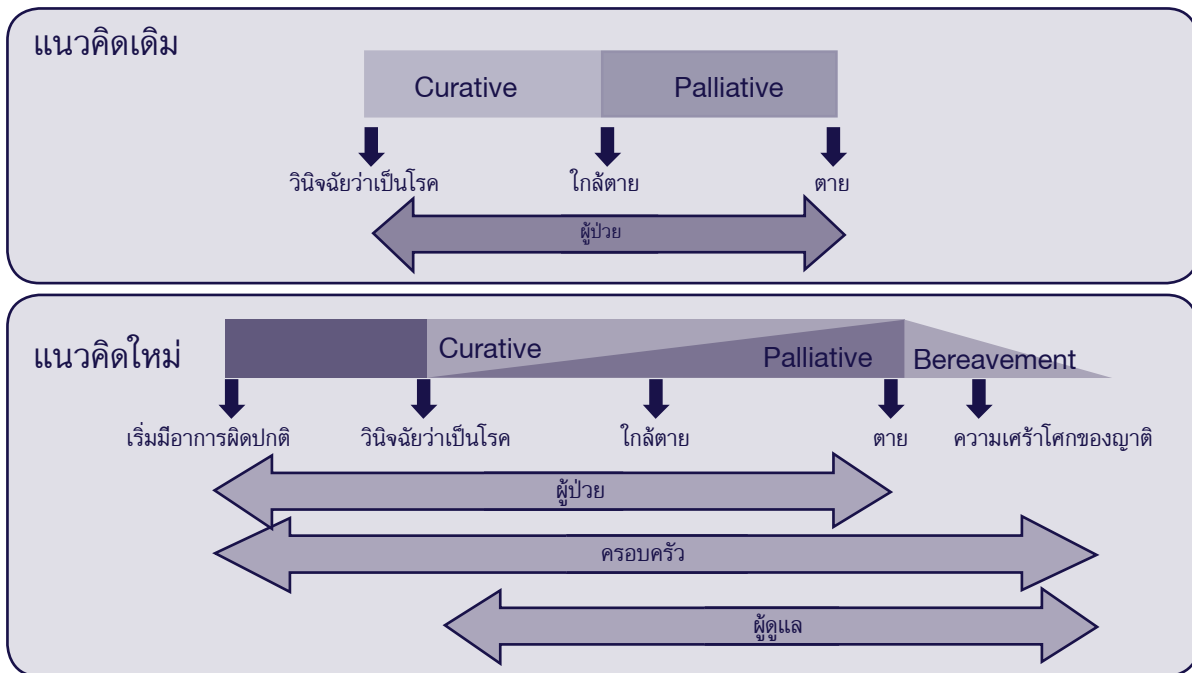 แนวคิดเดิม
Curative Palliative
วินิจฉัยว่าเป็นโรค ใกล้ตาย ตาย
ผู้ป่วย
แนวคิดใหม่
Curative Palliative Bereavement
เริ่มมีอาการผิดปกติ วินิจฉัยว่าเป็นโรค ใกล้ตาย ตาย ความเศร้าโศกของญาติ
ผู้ป่วย
ครอบครัว
ผู้ดูแล